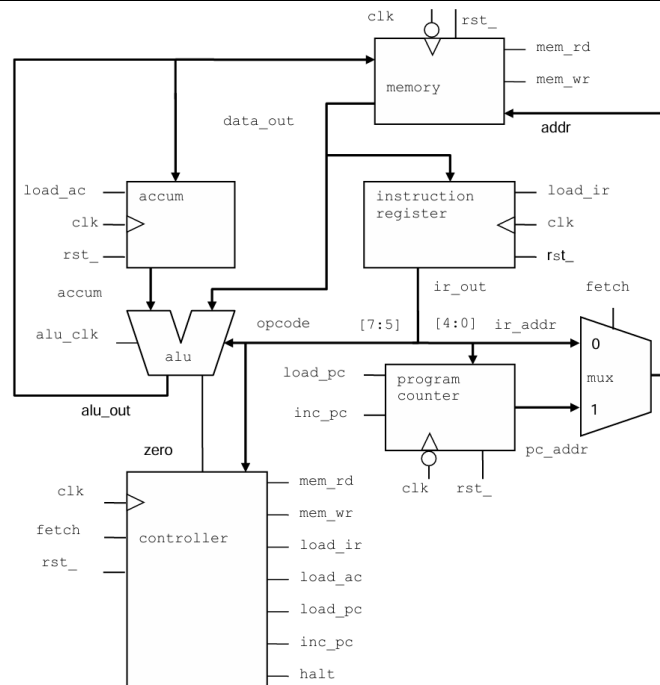 clk
rst_
mem_rd
memory
mem_wr
data_out
addr
load_ac
accum
instruction
register
load_ir
clk
clk
rst_
rst_
accum
ir_out
fetch
alu_clk
opcode
[7:5]
[4:0]
ir_addr
0
alu
load_pc
program
counter
mux
inc_pc
1
alu_out
zero
pc_addr
clk
rst_
clk
mem_rd
fetch
mem_wr
controller
load_ir
rst_
load_ac
load_pc
inc_pc
halt